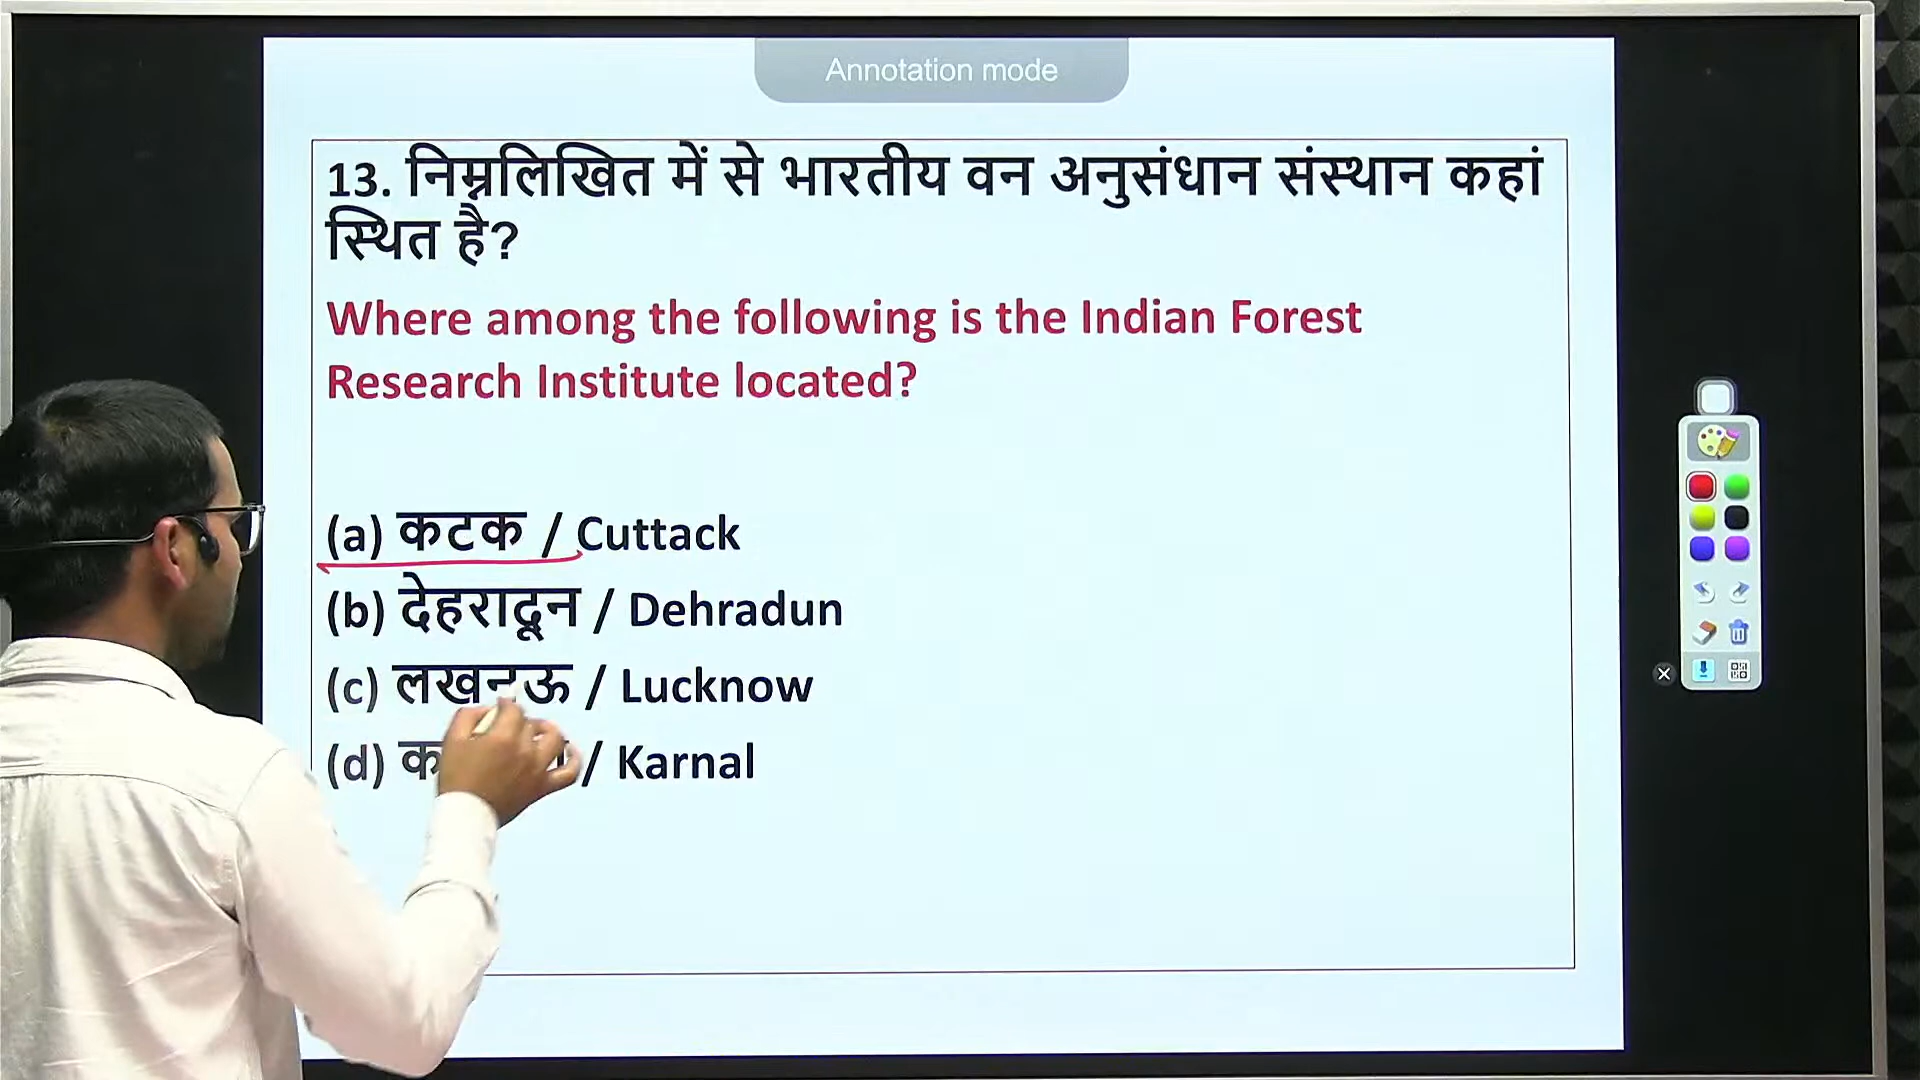 Annotation mode
13. निम्नलिखित में से भारतीय वन अनुसंधान संस्थान कहां
स्थित है?
Where among the following is the Indian Forest
Research Institute located?
(a) कटक / Cuttack
(b) देहरादून / Dehradun
(c) लखनऊ / Lucknow
(d) / Karnal